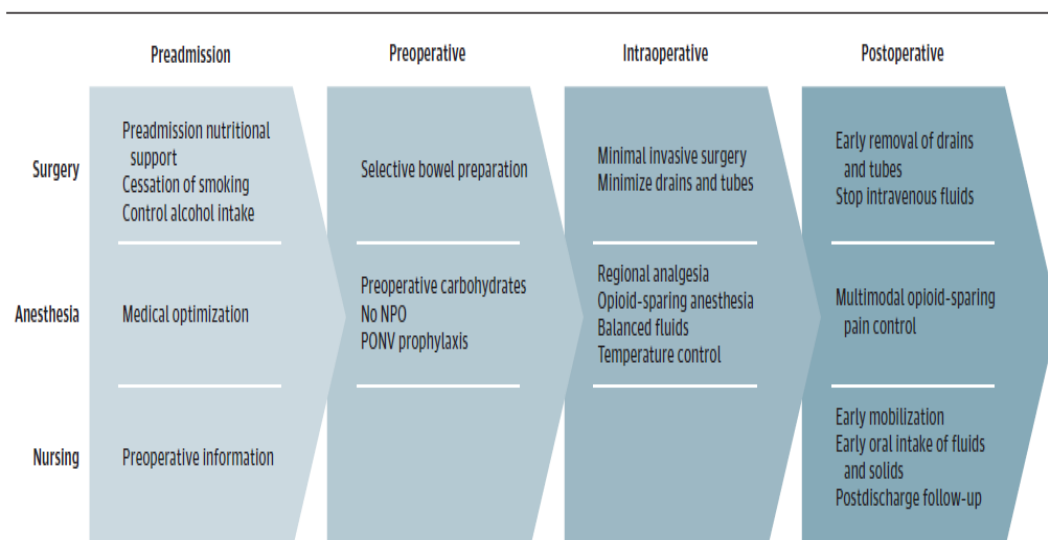 Preadmission
Preoperative
Intraoperative
Postoperative
Surgery
Preadmission nutritional
support
Cessation of smoking
Control alcohol intake
Selective bowel preparation
Minimal invasive surgery
Minimize drains and tubes
Early removal of drains
and tubes
Stop intravenous fluids
Anesthesia
Medical optimization
Preoperative carbohydrates
No NPO
PONV prophylaxis
Regional analgesia
Opioid-sparing anesthesia
Balanced fluids
Temperature control
Multimodal opioid-sparing
pain control
Nursing
Preoperative information
Early mobilization
Early oral intake of fluids
and solids
Postdischarge follow-up